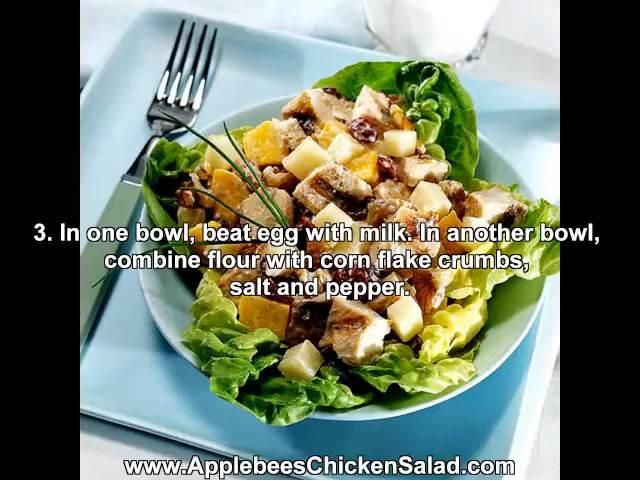 3. In one bowl, beat egg with milk. In another bowl,
combine flour with corn flake crumbs,
salt and pepper.
www.ApplebeesChickenSalad.com